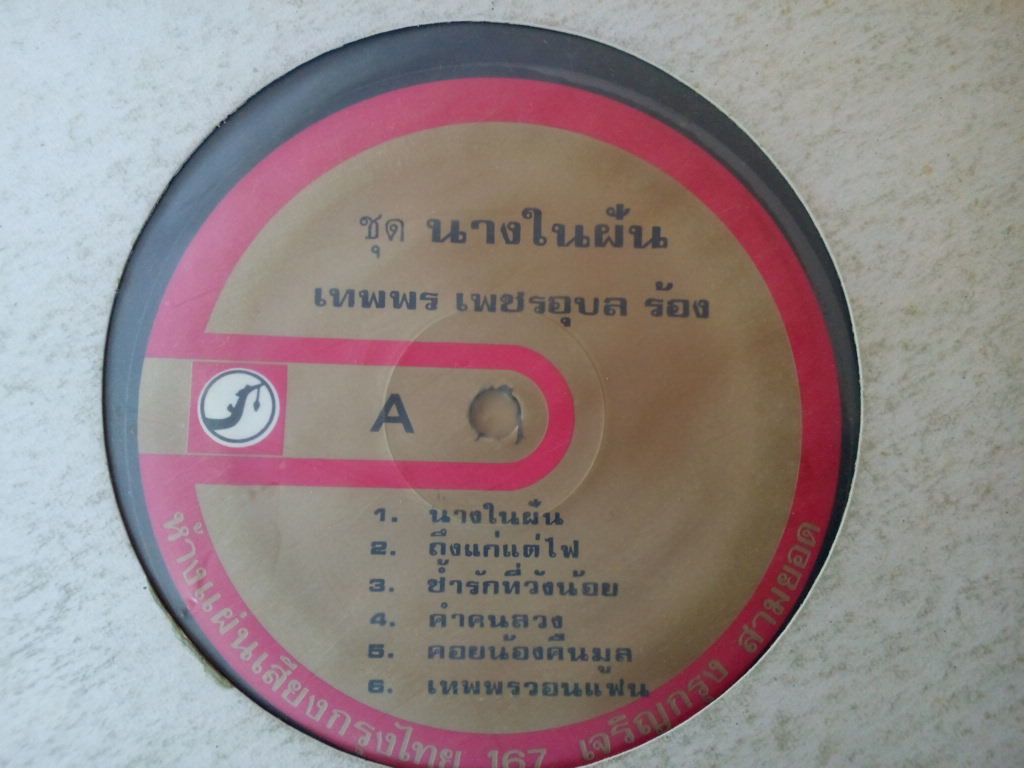 ชุด นางในฝัน
เทพพร เพชรอุบล ร้อง
A
1. นางในฝัน
2. ถึงแก่แต่ไฟ
3. ช้ำรักที่วังน้อย
4. คำคนลวง
5. คอยน้องคืนมูล
6. เทพพรวอนแฟน
ห้างแผ่นเสียงกรุงไทย 167 เจริญกรุง สามยอด